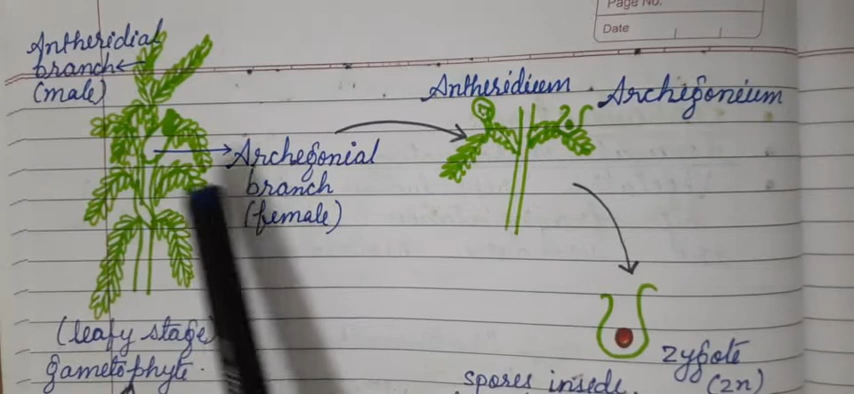 Page No.
Date
Antheridial
branch
(male)
Archegonial
branch
(female)
Antheridium
Archegonium
(leafy stage)
gametophyte.
zygote
(2n)
spores inside.